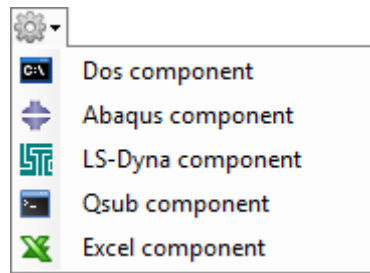 C:\
Dos component
Abaqus component
LS-Dyna component
Qsub component
Excel component